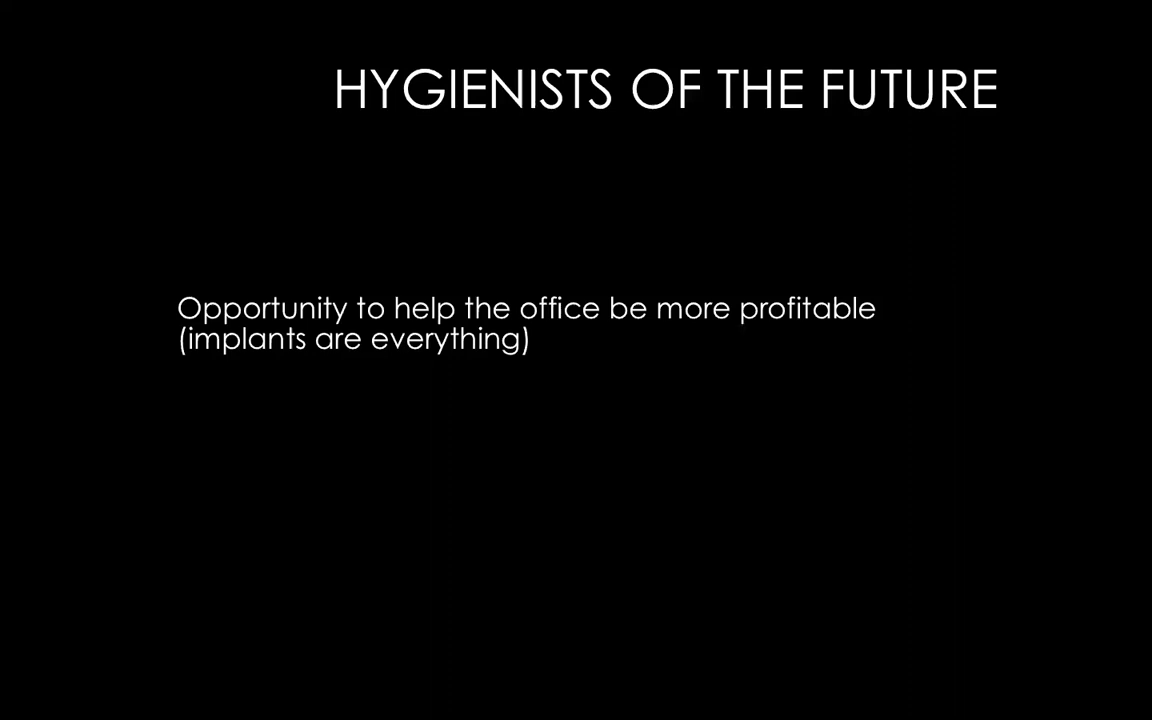 HYGIENISTS OF THE FUTURE
Opportunity to help the office be more profitable
(implants are everything)